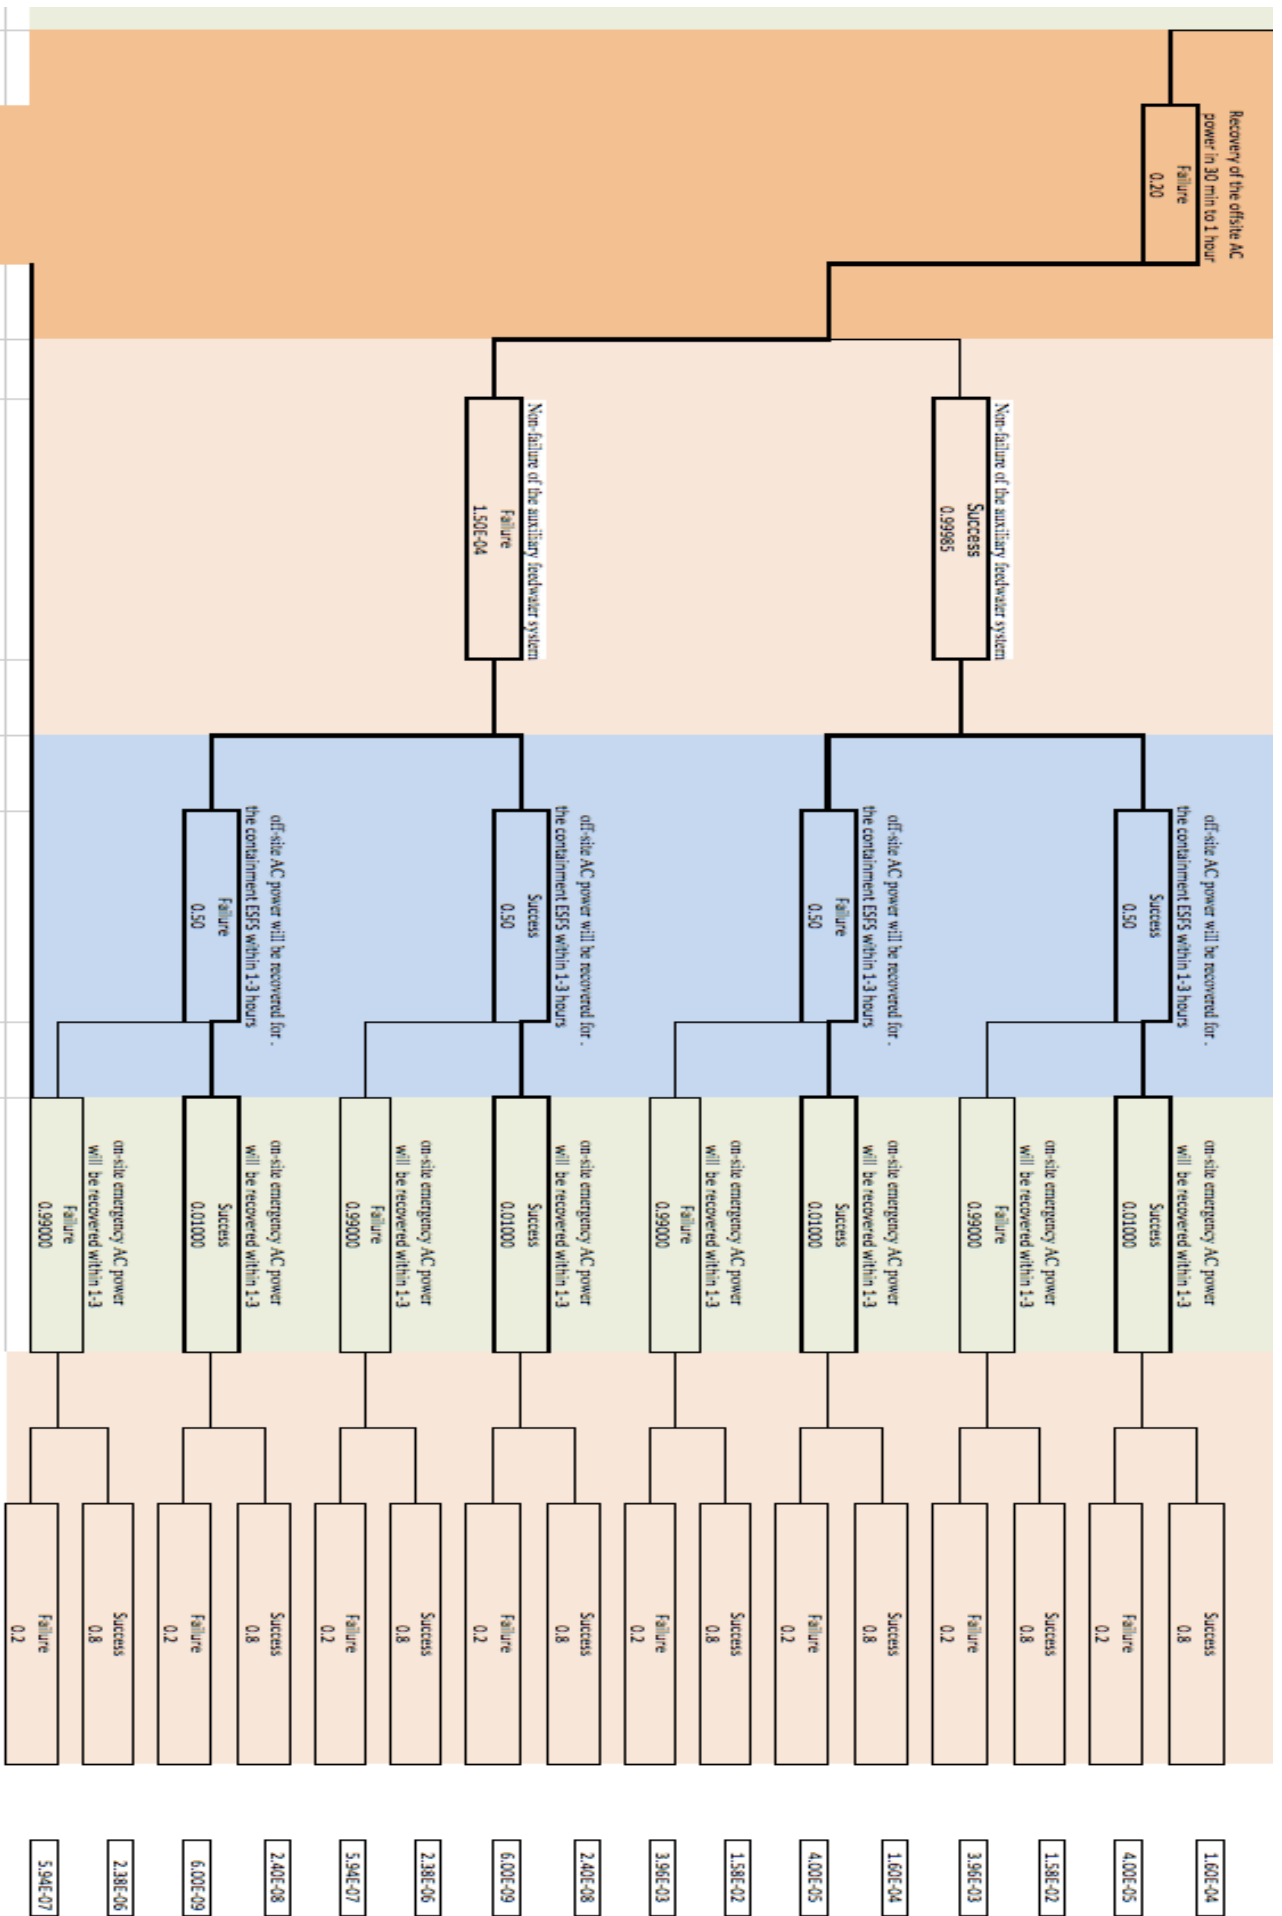 Recovery of the offsite AC
power in 30 min to 1 hour
Failure
0.20
Non-failure of the auxiliary feedwater system
Success
0.99985
Non-failure of the auxiliary feedwater system
Failure
1.50E-04
off-site AC power will be recovered for .
the containment ESFS within 1-3 hours
Success
0.50
off-site AC power will be recovered for .
the containment ESFS within 1-3 hours
Failure
0.50
off-site AC power will be recovered for .
the containment ESFS within 1-3 hours
Success
0.50
off-site AC power will be recovered for .
the containment ESFS within 1-3 hours
Failure
0.50
on-site emergency AC power
will be recovered within 1-3
Success
0.01000
on-site emergency AC power
will be recovered within 1-3
Failure
0.99000
on-site emergency AC power
will be recovered within 1-3
Success
0.01000
on-site emergency AC power
will be recovered within 1-3
Failure
0.99000
on-site emergency AC power
will be recovered within 1-3
Success
0.01000
on-site emergency AC power
will be recovered within 1-3
Failure
0.99000
on-site emergency AC power
will be recovered within 1-3
Success
0.01000
on-site emergency AC power
will be recovered within 1-3
Failure
0.99000
Success
0.8
Failure
0.2
Success
0.8
Failure
0.2
Success
0.8
Failure
0.2
Success
0.8
Failure
0.2
Success
0.8
Failure
0.2
Success
0.8
Failure
0.2
Success
0.8
Failure
0.2
Success
0.8
Failure
0.2
1.60E-04
4.00E-05
1.58E-02
3.96E-03
1.60E-04
4.00E-05
1.58E-02
3.96E-03
2.40E-08
6.00E-09
2.38E-06
5.94E-07
2.40E-08
6.00E-09
2.38E-06
5.94E-07